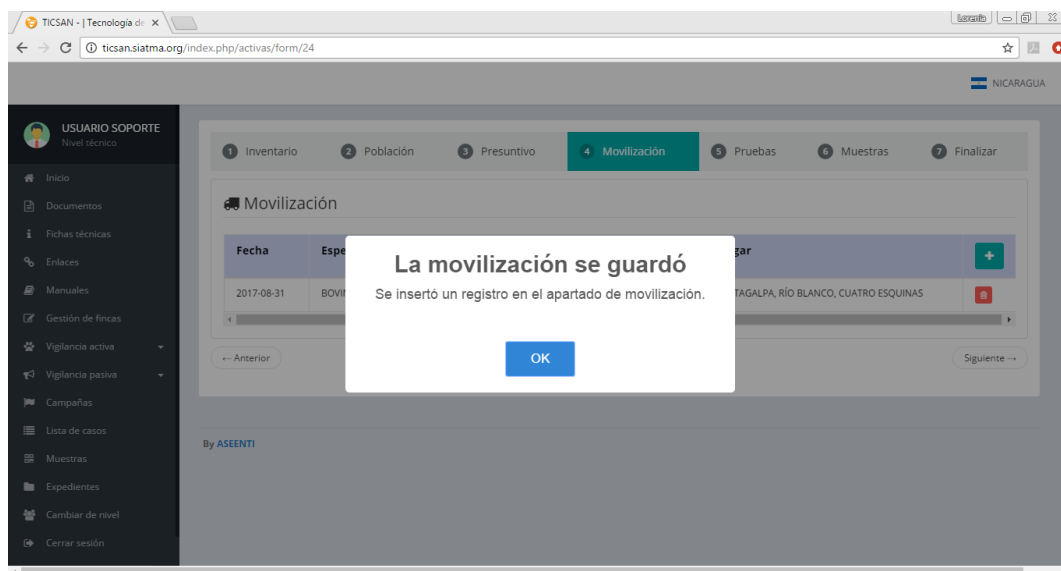 TICSAN - | Tecnología de
Lorenía
ticsan.siatma.org/index.php/activas/form/24
NICARAGUA
USUARIO SOPORTE
Nivel técnico
Inicio
Documentos
Fichas técnicas
Enlaces
Manuales
Gestión de fincas
Vigilancia activa
Vigilancia pasiva
Campañas
Lista de casos
Muestras
Expedientes
Cambiar de nivel
Cerrar sesión
1 Inventario 2 Población 3 Presuntivo 4 Movilización 5 Pruebas 6 Muestras 7 Finalizar
Movilización
Fecha Espe gar
2017-08-31 BOVI TAGALPA, RÍO BLANCO, CUATRO ESQUINAS
La movilización se guardó
Se insertó un registro en el apartado de movilización.
OK
← Anterior Siguiente →
By ASEENTI